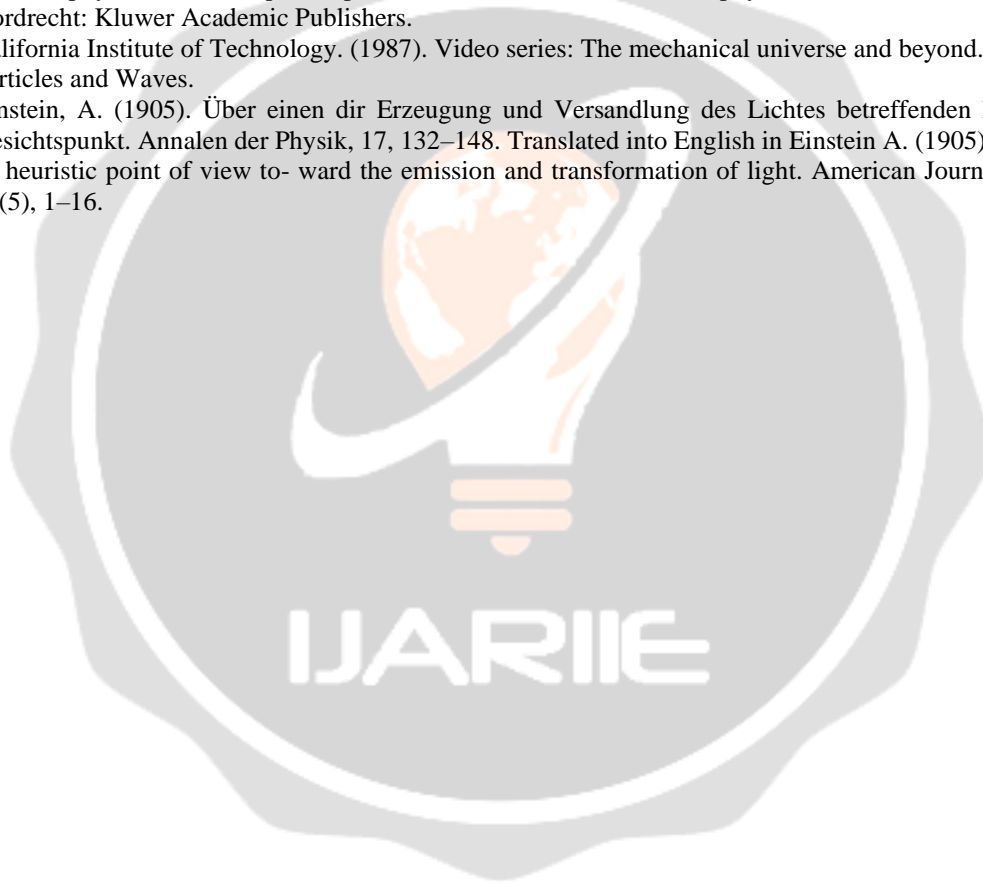 ordrecht: Kluwer Academic Publishers.
alifornia Institute of Technology. (1987). Video series: The mechanical universe and beyond.
rticles and Waves.
nstein, A. (1905). Über einen dir Erzeugung und Versandlung des Lichtes betreffenden
esichtspunkt. Annalen der Physik, 17, 132–148. Translated into English in Einstein A. (1905)
heuristic point of view to- ward the emission and transformation of light. American Journ
(5), 1–16.
IJARIIE